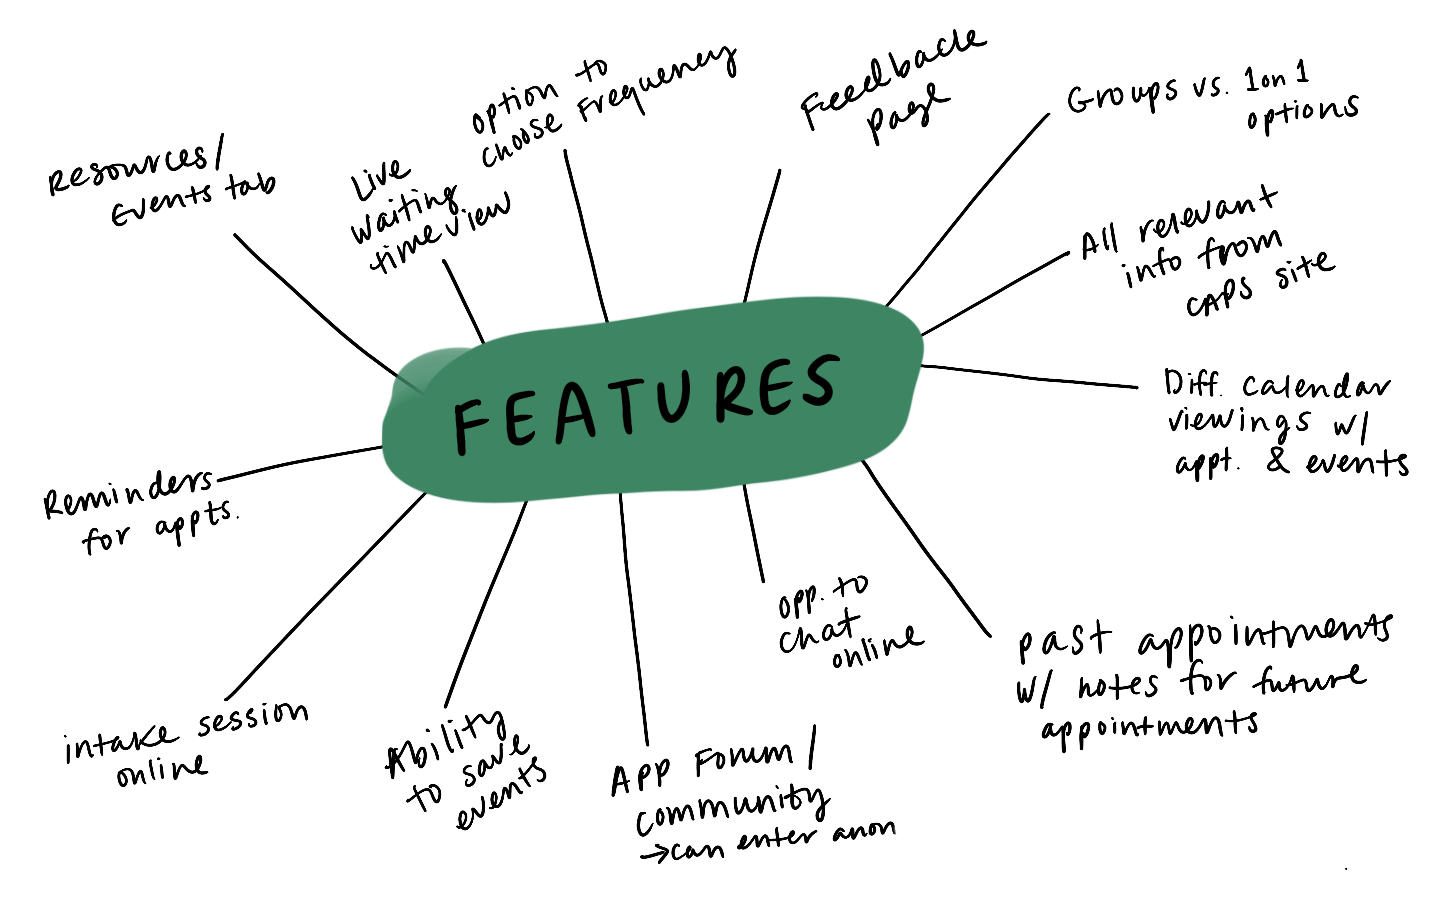 Resources/
Events tab
Live
waiting
time view
option to
choose Frequency
Feedback
page
Groups vs. 1 on 1
options
All relevant
info from
CAPS site
Diff. calendar
viewings w/
appt. & events
FEATURES
Reminders
for appts.
intake session
online
Ability
to save
events
App Forum/
community
→can enter anon
opp. to
chat
online
past appointments
w/ notes for future
appointments